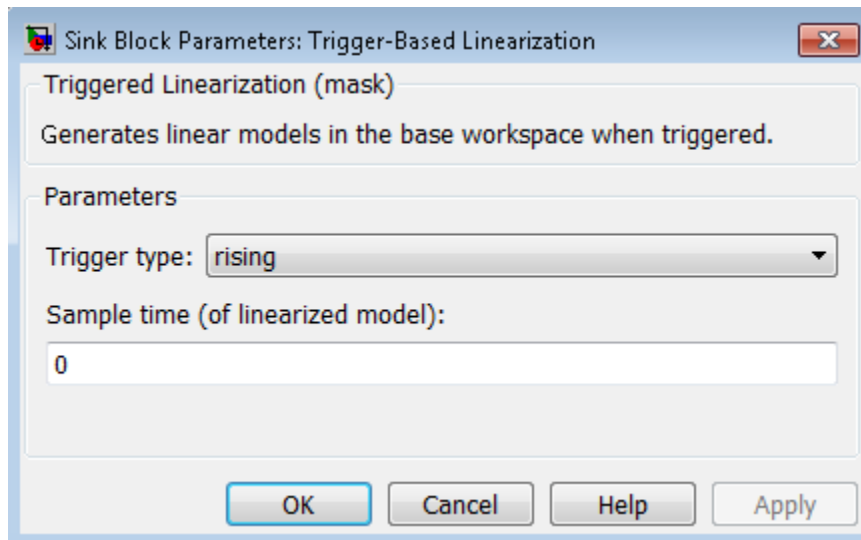 Sink Block Parameters: Trigger-Based Linearization
Triggered Linearization (mask)
Generates linear models in the base workspace when triggered.
Parameters
Trigger type: rising
Sample time (of linearized model):
0
OK Cancel Help Apply